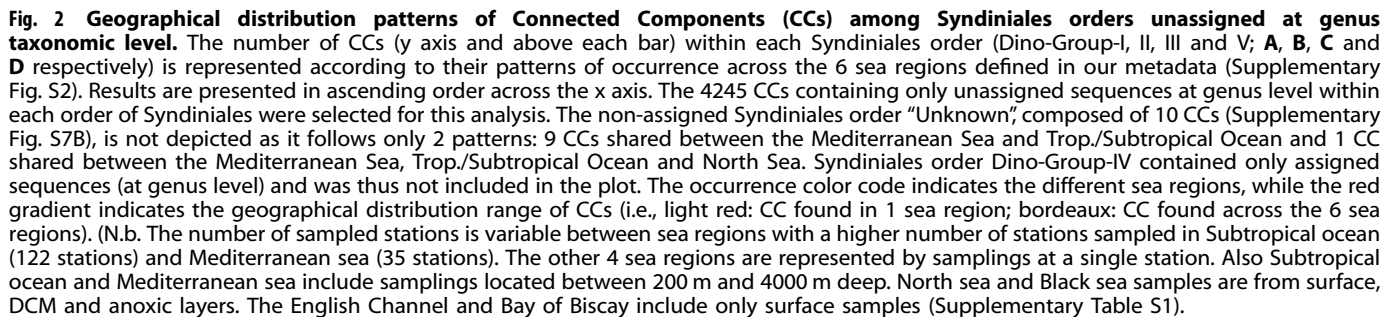 Fig. 2 Geographical distribution patterns of Connected Components (CCs) among Syndiniales orders unassigned at genus
taxonomic level. The number of CCs (y axis and above each bar) within each Syndiniales order (Dino-Group-I, II, III and V; A, B, C and
D respectively) is represented according to their patterns of occurrence across the 6 sea regions defined in our metadata (Supplementary
Fig. S2). Results are presented in ascending order across the x axis. The 4245 CCs containing only unassigned sequences at genus level within
each order of Syndiniales were selected for this analysis. The non-assigned Syndiniales order “Unknown”, composed of 10 CCs (Supplementary
Fig. S7B), is not depicted as it follows only 2 patterns: 9 CCs shared between the Mediterranean Sea and Trop./Subtropical Ocean and 1 CC
shared between the Mediterranean Sea, Trop./Subtropical Ocean and North Sea. Syndiniales order Dino-Group-IV contained only assigned
sequences (at genus level) and was thus not included in the plot. The occurrence color code indicates the different sea regions, while the red
gradient indicates the geographical distribution range of CCs (i.e., light red: CC found in 1 sea region; bordeaux: CC found across the 6 sea
regions). (N.b. The number of sampled stations is variable between sea regions with a higher number of stations sampled in Subtropical ocean
(122 stations) and Mediterranean sea (35 stations). The other 4 sea regions are represented by samplings at a single station. Also Subtropical
ocean and Mediterranean sea include samplings located between 200 m and 4000 m deep. North sea and Black sea samples are from surface,
DCM and anoxic layers. The English Channel and Bay of Biscay include only surface samples (Supplementary Table S1).